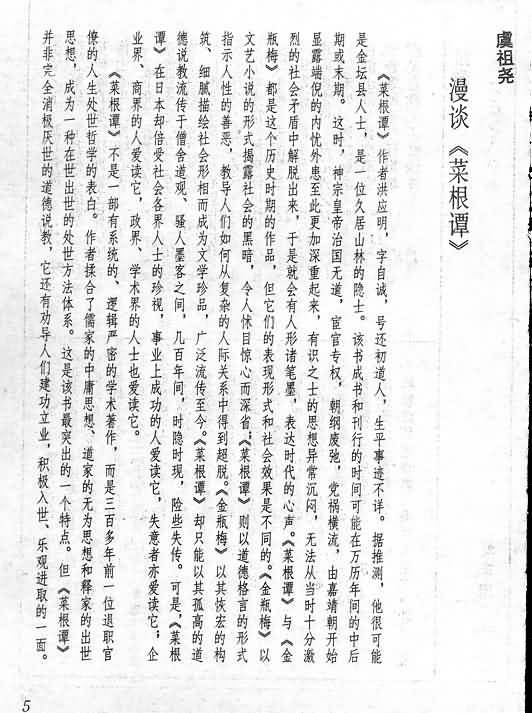 虞祖尧
漫谈《菜根谭》
《菜根谭》作者洪应明，字自诚，号还初道人，生平事迹不详。据推测，他很可能
是金坛县人士，是一位久居山林的隐士。该书成书和刊行的时间可能在万历年间的中后
期或末期。这时，神宗皇帝治国无道，宦官专权，朝纲废弛，党祸横流，由嘉靖朝开始
显露端倪的内忧外患至此更加深重起来，有识之士的思想异常沉闷，无法从当时十分激
烈的社会矛盾中解脱出来，于是就会有人形诸笔墨，表达时代的心声。《菜根谭》与《金
瓶梅》都是这个历史时期的作品，但它们的表现形式和社会效果是不同的。《金瓶梅》以
文艺小说的形式揭露社会的黑暗，令人怵目惊心而深省；《菜根谭》则以道德格言的形式
指示人性的善恶，教导人们如何从复杂的人际关系中得到超脱。《金瓶梅》以其恢宏的构
筑、细腻描绘社会形相而成为文学珍品，广泛流传至今。《菜根谭》却只能以其孤高的道
德说教流传于僧舍道观、骚人墨客之间，几百年间，时隐时现，险些失传。可是，《菜根
谭》在日本却倍受社会各界人士的珍视，事业上成功的人爱读它，失意者亦爱读它；企
业界、商界的人爱读它，政界、学术界的人士也爱读它。
《菜根谭》不是一部有系统的、逻辑严密的学术著作，而是三百多年前一位退职官
僚的人生处世哲学的表白。作者揉合了儒家的中庸思想、道家的无为思想和释家的出世
思想，成为一种在世出世的处世方法体系。这是该书最突出的一个特点。但《菜根谭》
并非完全消极厌世的道德说教，它还有劝导人们建功立业，积极入世、乐观进取的一面。
5